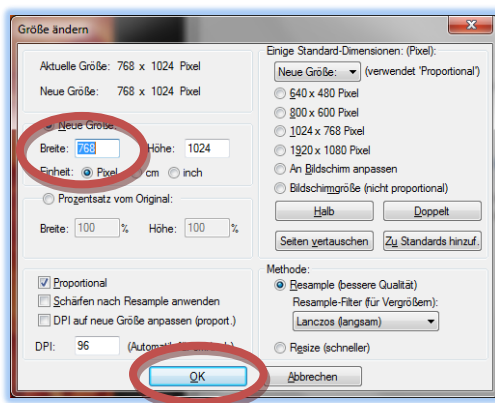 Größe ändern
Aktuelle Größe: 768 x 1024 Pixel
Neue Größe: 768 x 1024 Pixel
Neue Größe:
Breite: 768 Höhe: 1024
Einheit: Pixel cm inch
Prozentsatz vom Original:
Breite: 100 % Höhe: 100 %
Proportional
Schärfen nach Resample anwenden
DPI auf neue Größe anpassen (proport.)
DPI: 96
OK
Abbrechen
Einige Standard-Dimensionen: (Pixel):
Neue Größe: (verwendet 'Proportional')
640 x 480 Pixel
800 x 600 Pixel
1024 x 768 Pixel
1920 x 1080 Pixel
An Bildschirm anpassen
Bildschirmgröße (nicht proportional)
Halb Doppelt
Seiten vertauschen Zu Standards hinzuf.
Methode:
Resample (bessere Qualität)
Resample-Filter (für Vergrößern):
Lanczos (langsam)
Resize (schneller)